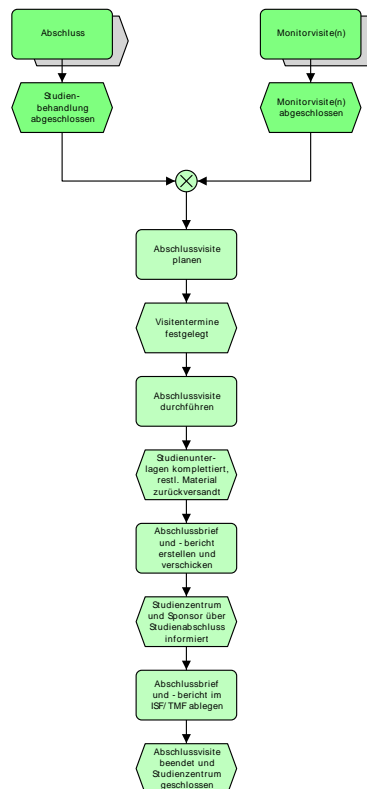 Abschluss
Monitorvisite(n)
Studien-
behandlung
abgeschlossen
Monitorvisite(n)
abgeschlossen
Abschlussvisite
planen
Visitentermine
festgelegt
Abschlussvisite
durchführen
Studienunter-
lagen komplettiert,
restl. Material
zurückversandt
Abschlussbrief
und - bericht
erstellen und
verschicken
Studienzentrum
und Sponsor über
Studienabschluss
informiert
Abschlussbrief
und - bericht im
ISF/ TMF ablegen
Abschlussvisite
beendet und
Studienzentrum
geschlossen